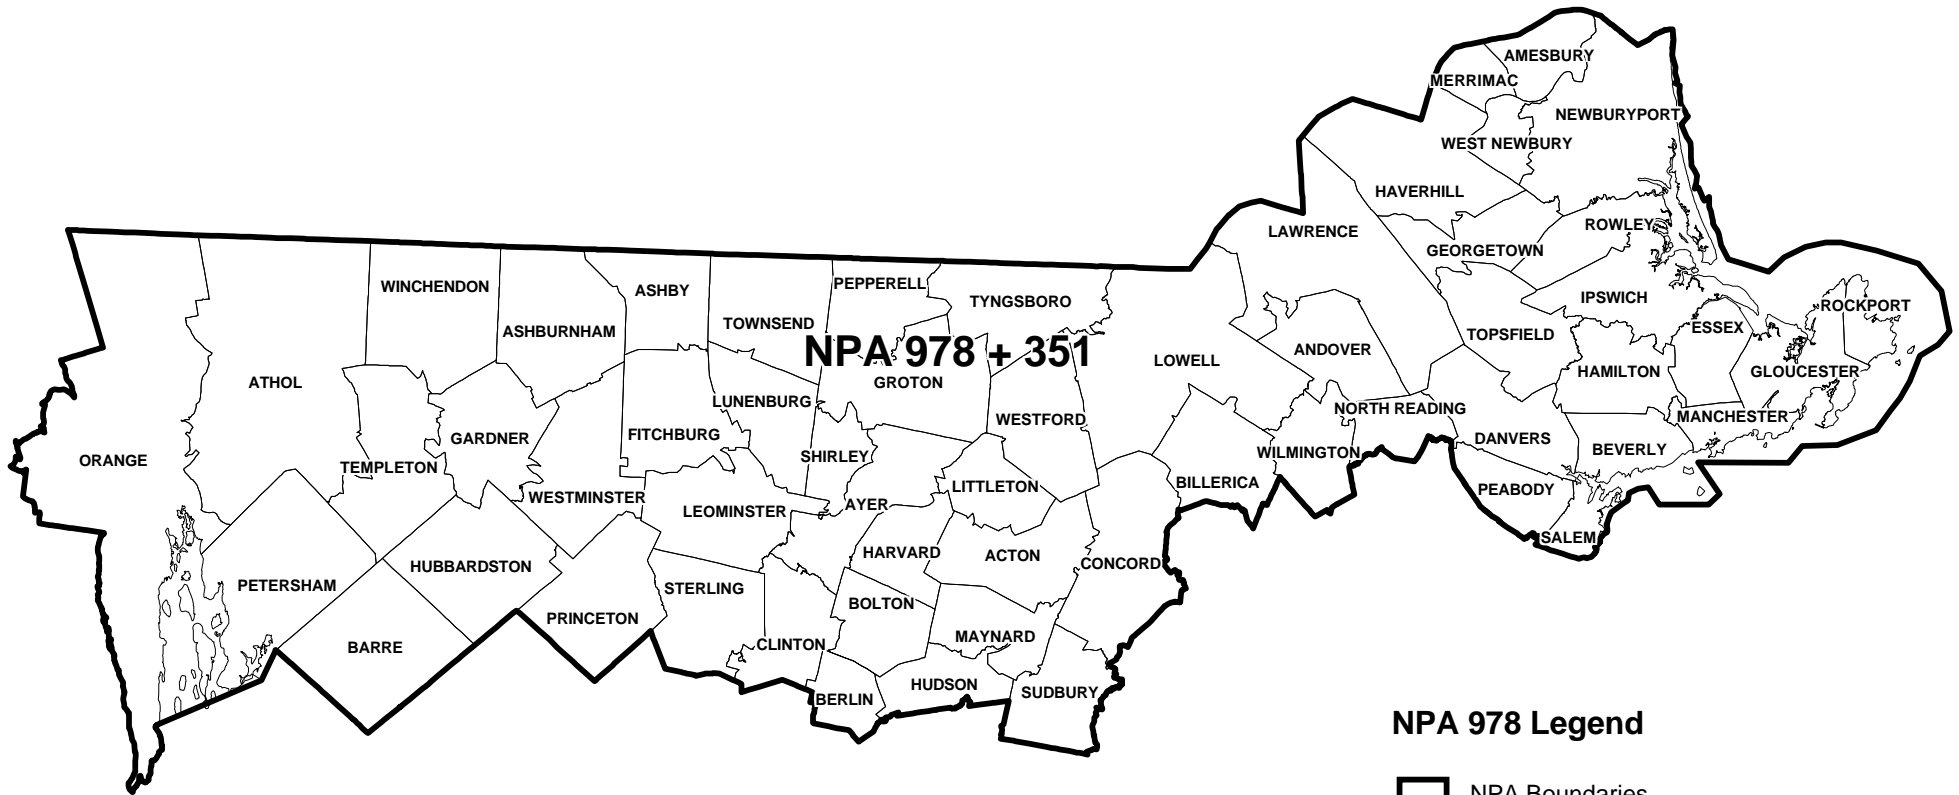 AMESBURY
MERRIMAC
NEWBURYPORT
WEST NEWBURY
HAVERHILL
ROWLEY
LAWRENCE
GEORGETOWN
WINCHENDON
ASHBY
PEPPERELL
TYNGSBORO
IPSWICH
ROCKPORT
ASHBURNHAM
TOWNSEND
ESSEX
TOPSFIELD
NPA 978 + 351
ANDOVER
LOWELL
ATHOL
GROTON
HAMILTON
GLOUCESTER
LUNENBURG
NORTH READING
MANCHESTER
WESTFORD
GARDNER
FITCHBURG
DANVERS
BEVERLY
ORANGE
TEMPLETON
SHIRLEY
WILMINGTON
LITTLETON
BILLERICA
PEABODY
WESTMINSTER
AYER
LEOMINSTER
SALEM
HARVARD
ACTON
CONCORD
HUBBARDSTON
PETERSHAM
STERLING
BOLTON
PRINCETON
MAYNARD
BARRE
CLINTON
HUDSON
SUDBURY
BERLIN
NPA 978 Legend
NPA Boundaries